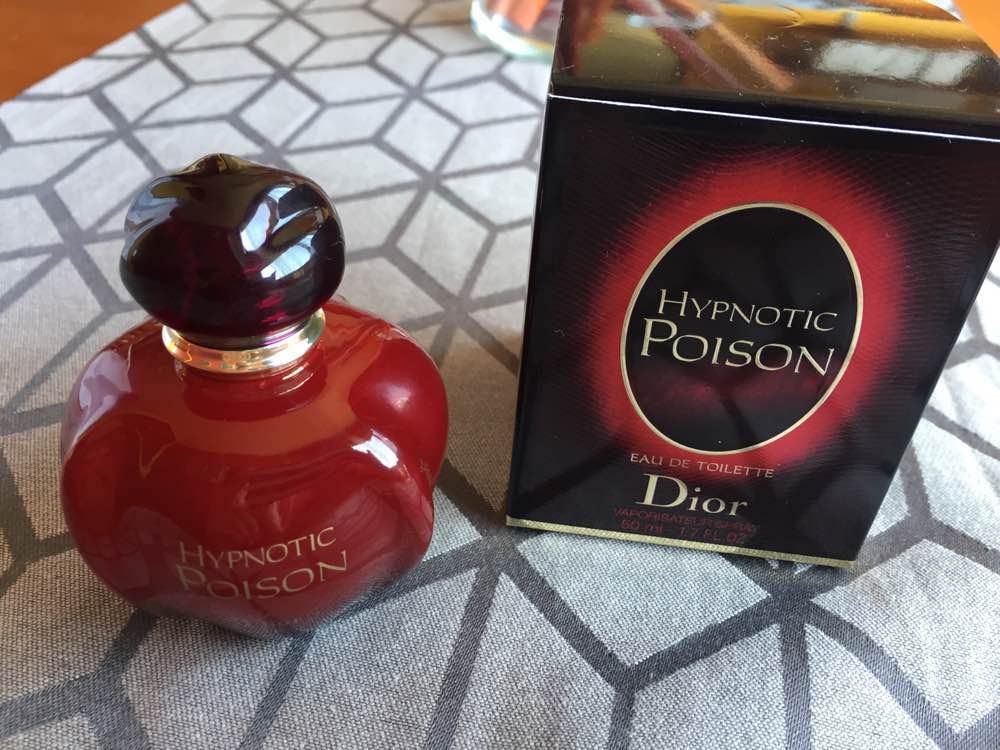 HYPNOTIC
POISON
HYPNOTIC
POISON
EAU DE TOILETTE
Dior
VAPORISATEUR SPRAY
50 ml - 1.7 FL.OZ